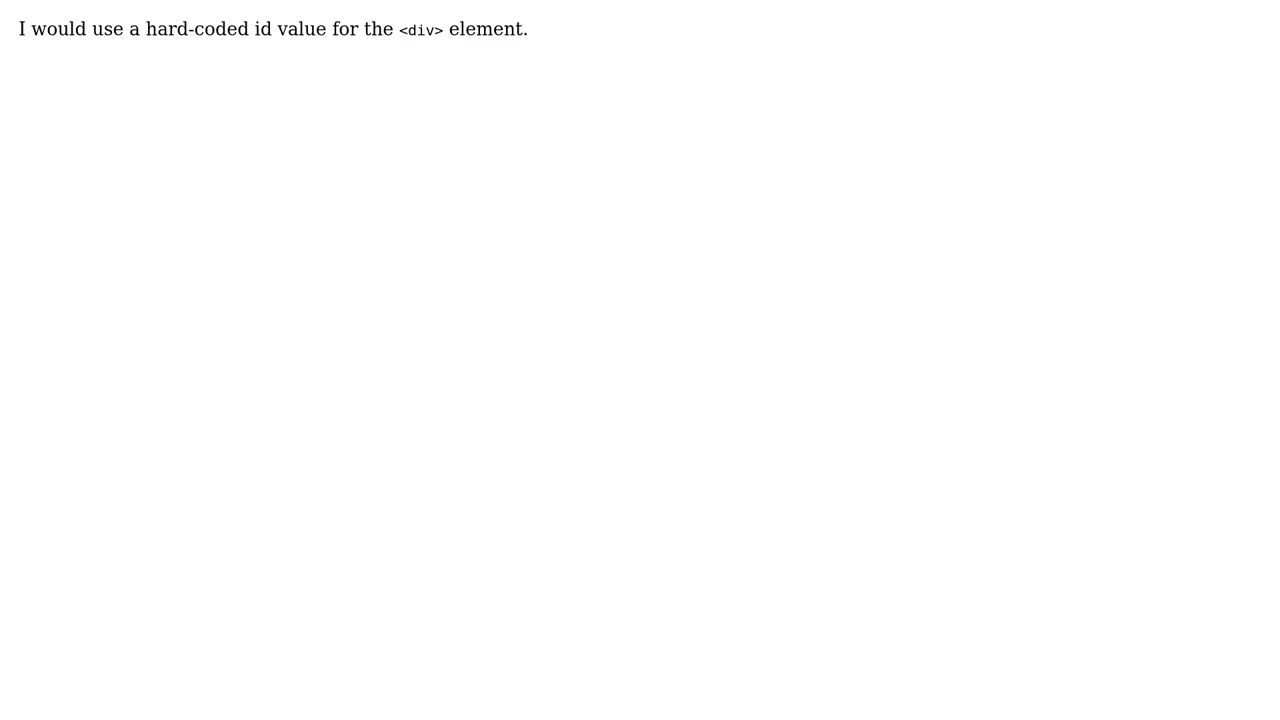 I would use a hard-coded id value for the <div> element.